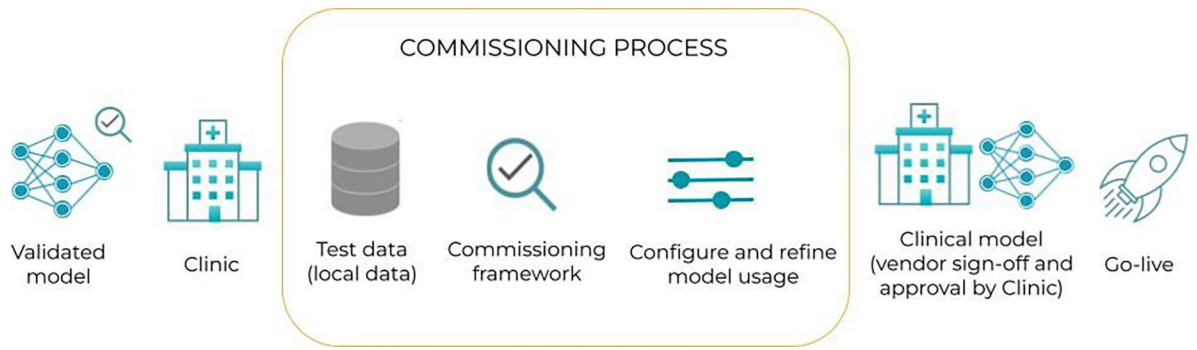 COMMISSIONING PROCESS
Validated
model
Clinic
Test data
(local data)
Commissioning
framework
Configure and refine
model usage
Clinical model
(vendor sign-off and
approval by Clinic)
Go-live